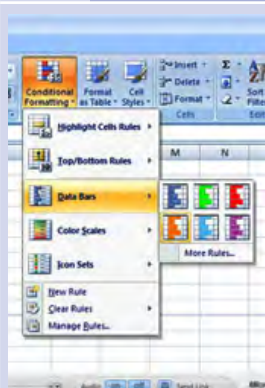 Conditional Formatting
Format as Table
Cell Styles
Insert
Delete
Format
Cells
Σ
Sort
Filter
Edit
Highlight Cells Rules
Top/Bottom Rules
M N
Data Bars
Color Scales
More Rules...
Icon Sets
New Rule
Clear Rules
Manage Rules...